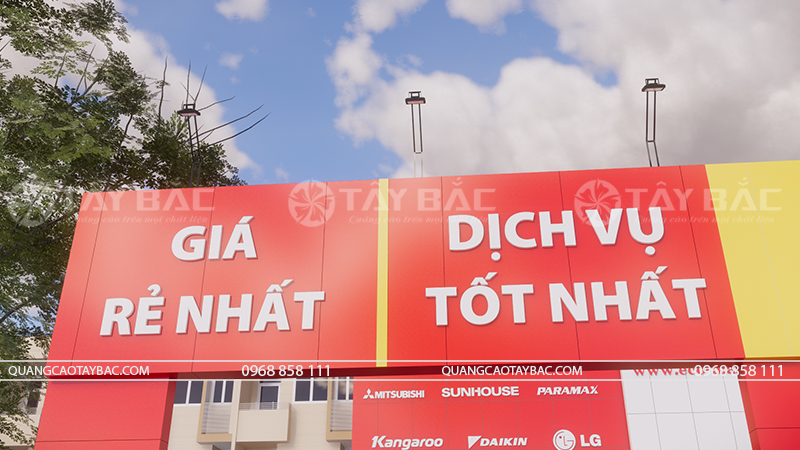 TÂY BẮC
TÂY BẮC
TÂY BẮC
GIÁ
RẺ NHẤT
DỊCH VỤ
TỐT NHẤT
QUANGCAOTAYBAC.COM
0968 858 111
QUANGCAOTAYBAC.COM
0968 858 111
MITSUBISHI
SUNHOUSE
PARAMAX
Kangaroo
DAIKIN
LG